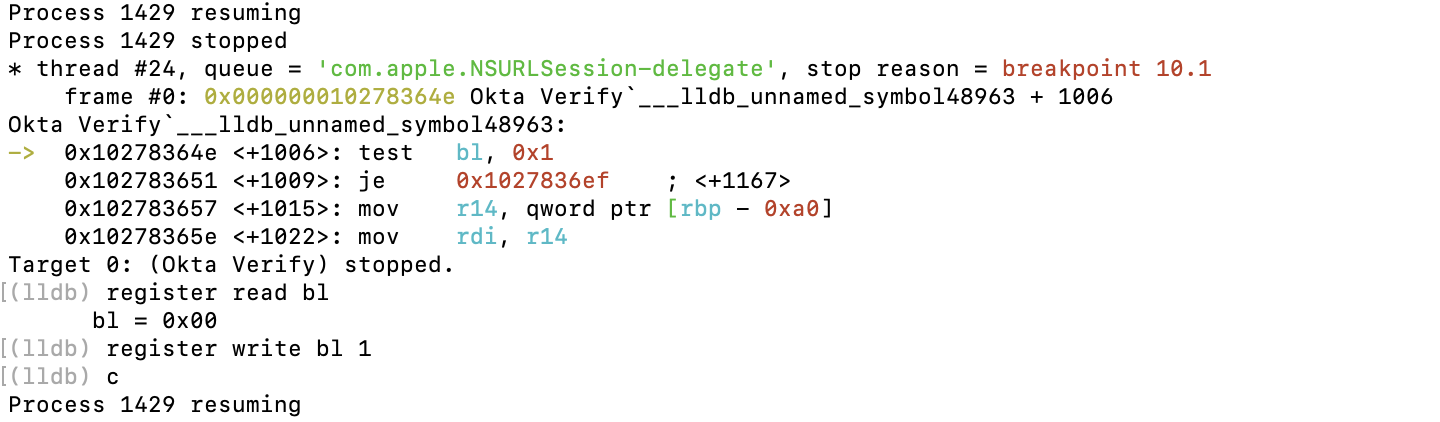 Process 1429 resuming
Process 1429 stopped
* thread #24, queue = 'com.apple.NSURLSession-delegate', stop reason = breakpoint 10.1
    frame #0: 0x000000010278364e Okta Verify`___lldb_unnamed_symbol48963 + 1006
Okta Verify`___lldb_unnamed_symbol48963:
->  0x10278364e <+1006>: test   bl, 0x1
    0x102783651 <+1009>: je     0x1027836ef    ; <+1167>
    0x102783657 <+1015>: mov    r14, qword ptr [rbp - 0xa0]
    0x10278365e <+1022>: mov    rdi, r14
Target 0: (Okta Verify) stopped.
[(lldb) register read bl
      bl = 0x00
[(lldb) register write bl 1
[(lldb) c
Process 1429 resuming